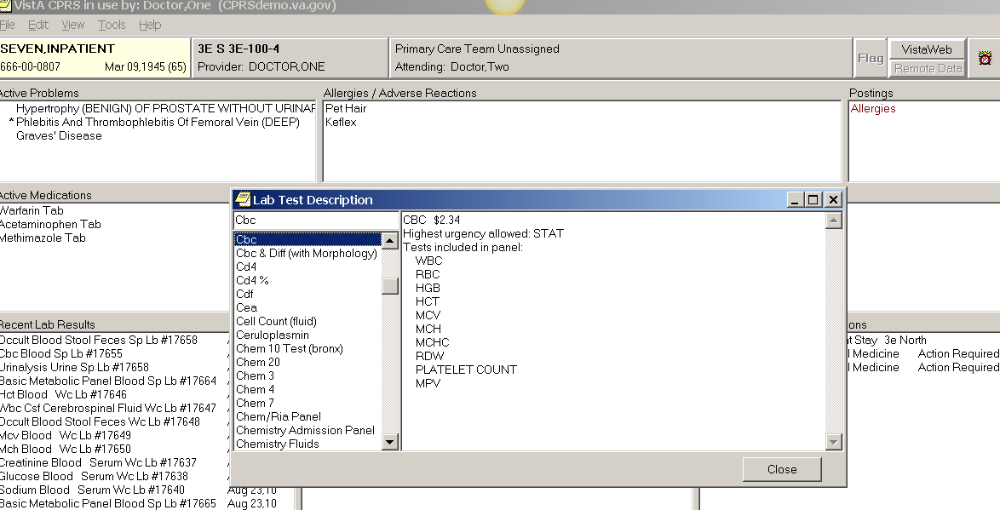 VistA CPRS in use by: Doctor,One (CPRSdemo.va.gov)
File Edit View Tools Help
SEVEN,INPATIENT
666-00-0807 Mar 09,1945 (65)
3E S 3E-100-4
Provider: DOCTOR,ONE
Primary Care Team Unassigned
Attending: Doctor,Two
Flag
VistaWeb
Remote Data
Active Problems
Hypertrophy (BENIGN) OF PROSTATE WITHOUT URINAR
* Phlebitis And Thrombophlebitis Of Femoral Vein (DEEP)
Graves' Disease
Allergies / Adverse Reactions
Pet Hair
Keflex
Postings
Allergies
Active Medications
Warfarin Tab
Acetaminophen Tab
Methimazole Tab
Lab Test Description
Cbc
Cbc
Cbc & Diff (with Morphology)
Cd4
Cd4 %
Cdf
Cea
Cell Count (fluid)
Ceruloplasmin
Chem 10 Test (bronx)
Chem 20
Chem 3
Chem 4
Chem 7
Chem/Ria Panel
Chemistry Admission Panel
Chemistry Fluids
CBC $2.34
Highest urgency allowed: STAT
Tests included in panel:
WBC
RBC
HGB
HCT
MCV
MCH
MCHC
RDW
PLATELET COUNT
MPV
Close
Recent Lab Results
Occult Blood Stool Feces Sp Lb #17658
Cbc Blood Sp Lb #17655
Urinalysis Urine Sp Lb #17658
Basic Metabolic Panel Blood Sp Lb #17664
Hct Blood Wc Lb #17646
Wbc Csf Cerebrospinal Fluid Wc Lb #17647
Occult Blood Stool Feces Wc Lb #17648
Mcv Blood Wc Lb #17649
Mch Blood Wc Lb #17650
Creatinine Blood Serum Wc Lb #17637
Glucose Blood Serum Wc Lb #17638
Sodium Blood Serum Wc Lb #17640 Aug 23,10
Basic Metabolic Panel Blood Sp Lb #17665 Aug 23,10
ons
t Stay 3e North
l Medicine Action Required
l Medicine Action Required